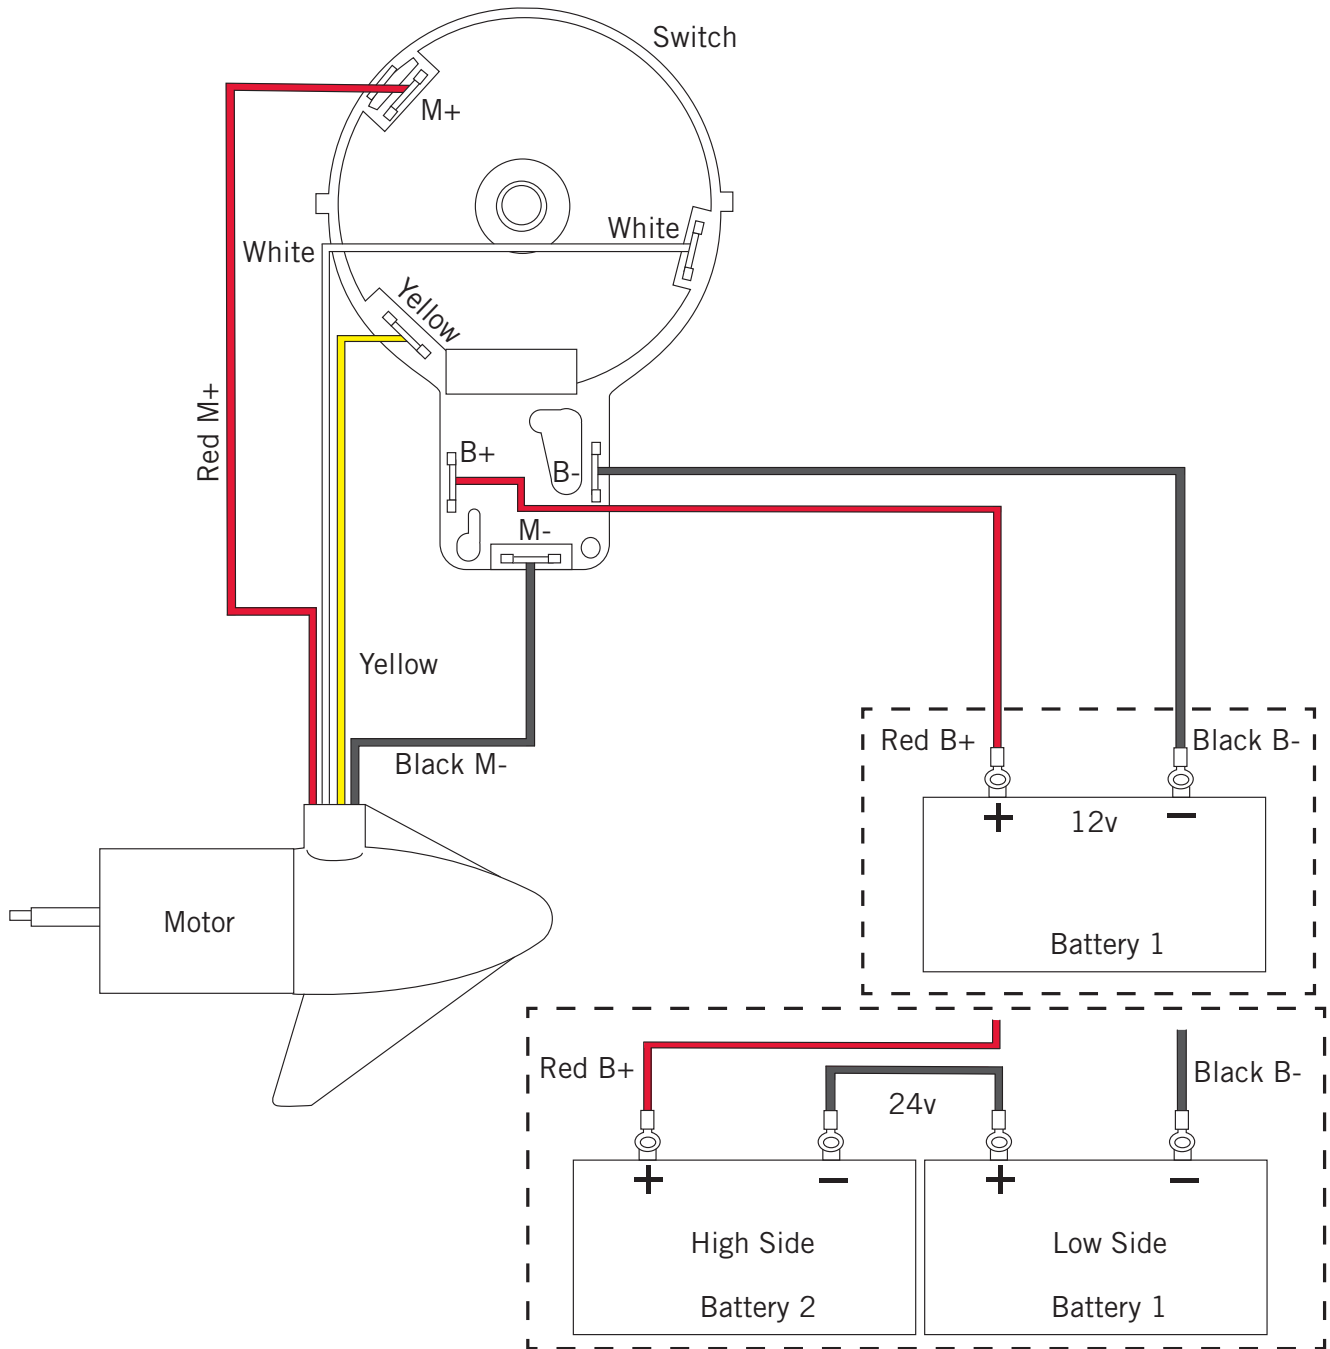 Switch
M+
White
White
Yellow
Red M+
B+
B-
M-
Yellow
Black M-
Red B+
Black B-
+ 12v −
Motor
Battery 1
Red B+
Black B-
24v
+ − + −
High Side
Low Side
Battery 2
Battery 1